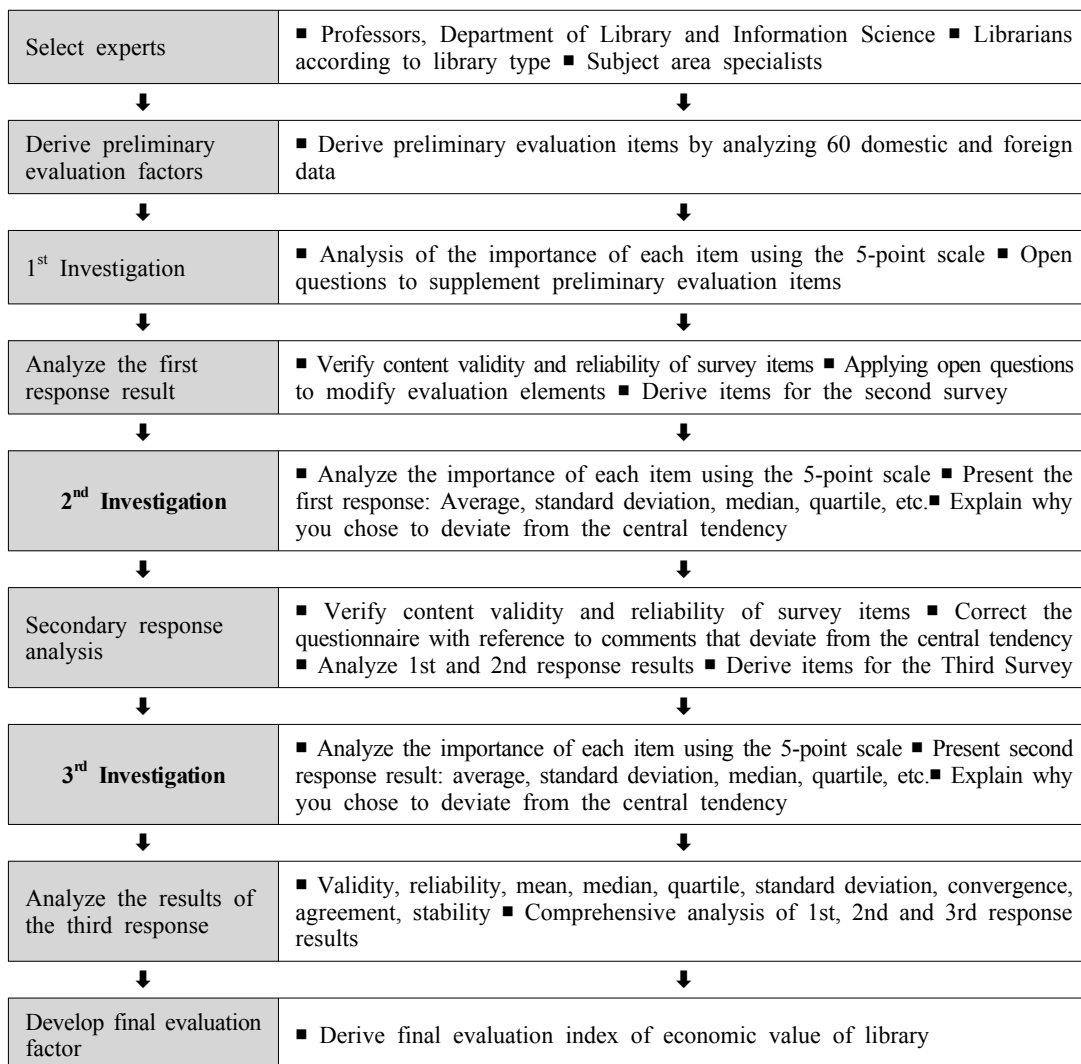 Select experts
■ Professors, Department of Library and Information Science ■ Librarians
according to library type ■ Subject area specialists
Derive preliminary
evaluation factors
■ Derive preliminary evaluation items by analyzing 60 domestic and foreign
data
1st Investigation
■ Analysis of the importance of each item using the 5-point scale ■ Open
questions to supplement preliminary evaluation items
Analyze the first
response result
■ Verify content validity and reliability of survey items ■ Applying open questions
to modify evaluation elements ■ Derive items for the second survey
2nd Investigation
■ Analyze the importance of each item using the 5-point scale ■ Present the
first response: Average, standard deviation, median, quartile, etc.■ Explain why
you chose to deviate from the central tendency
Secondary response
analysis
■ Verify content validity and reliability of survey items ■ Correct the
questionnaire with reference to comments that deviate from the central tendency
■ Analyze 1st and 2nd response results ■ Derive items for the Third Survey
3rd Investigation
■ Analyze the importance of each item using the 5-point scale ■ Present second
response result: average, standard deviation, median, quartile, etc.■ Explain why
you chose to deviate from the central tendency
Analyze the results of
the third response
■ Validity, reliability, mean, median, quartile, standard deviation, convergence,
agreement, stability ■ Comprehensive analysis of 1st, 2nd and 3rd response
results
Develop final evaluation
factor
■ Derive final evaluation index of economic value of library